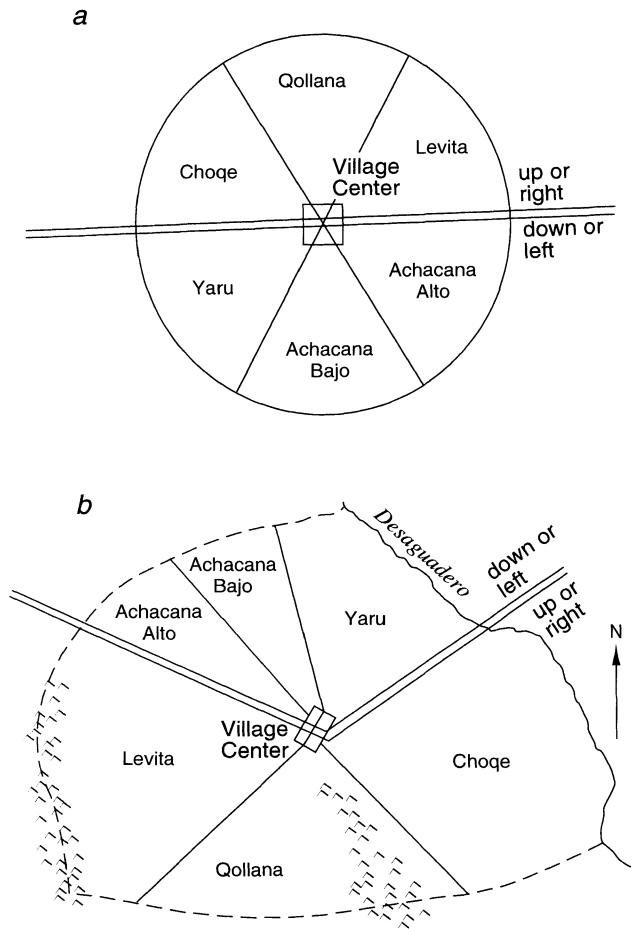 a
Qollana
Levita
Choqe
Village
Center
up or
right
down or
left
Yaru
Achacana
Alto
Achacana
Bajo
b
Desaguadero
down or
left
up or
right
Achacana
Bajo
Achacana
Alto
Yaru
N
Village
Center
Levita
Choqe
Qollana